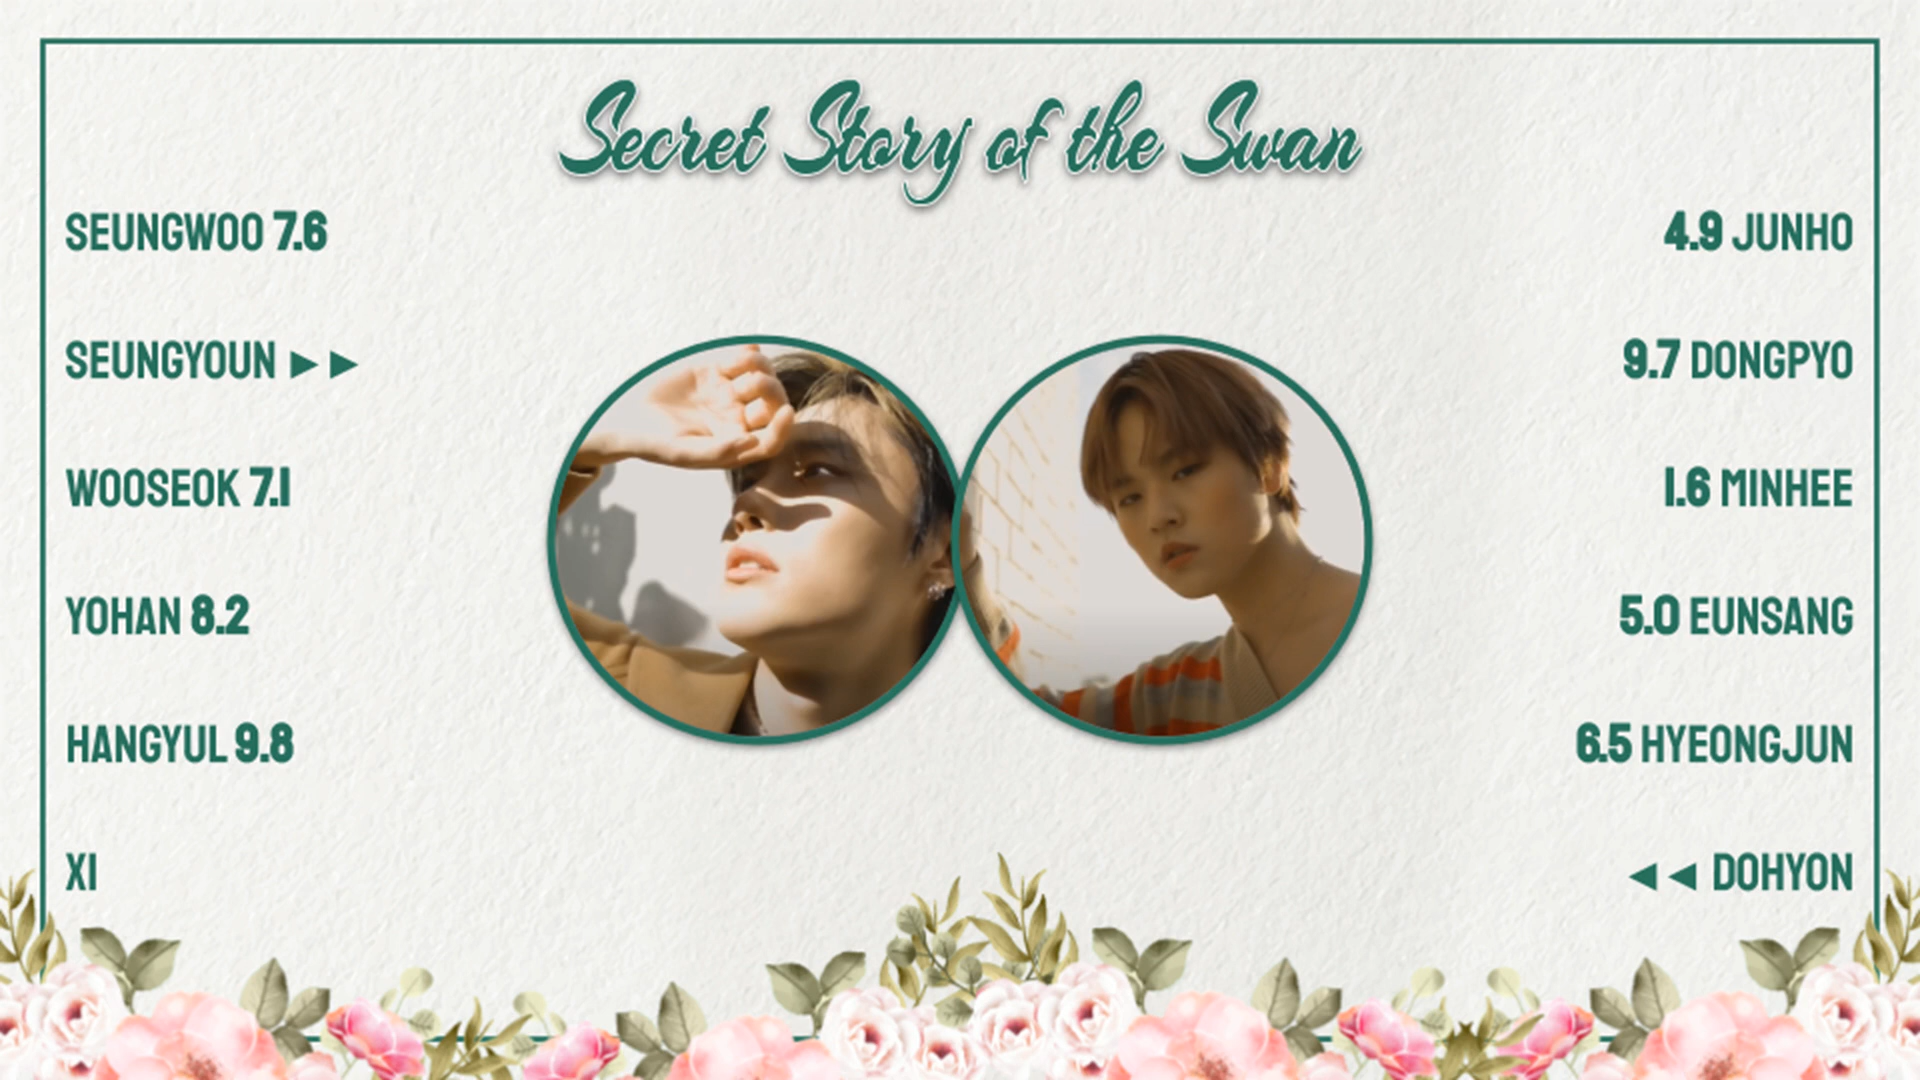 Secret Story of the Swan
SEUNGWOO 7.6
SEUNGYOUN ►►
WOOSEOK 7.1
YOHAN 8.2
HANGYUL 9.8
XI
4.9 JUNHO
9.7 DONGPYO
1.6 MINHEE
5.0 EUNSANG
6.5 HYEONGJUN
◄◄ DOHYON